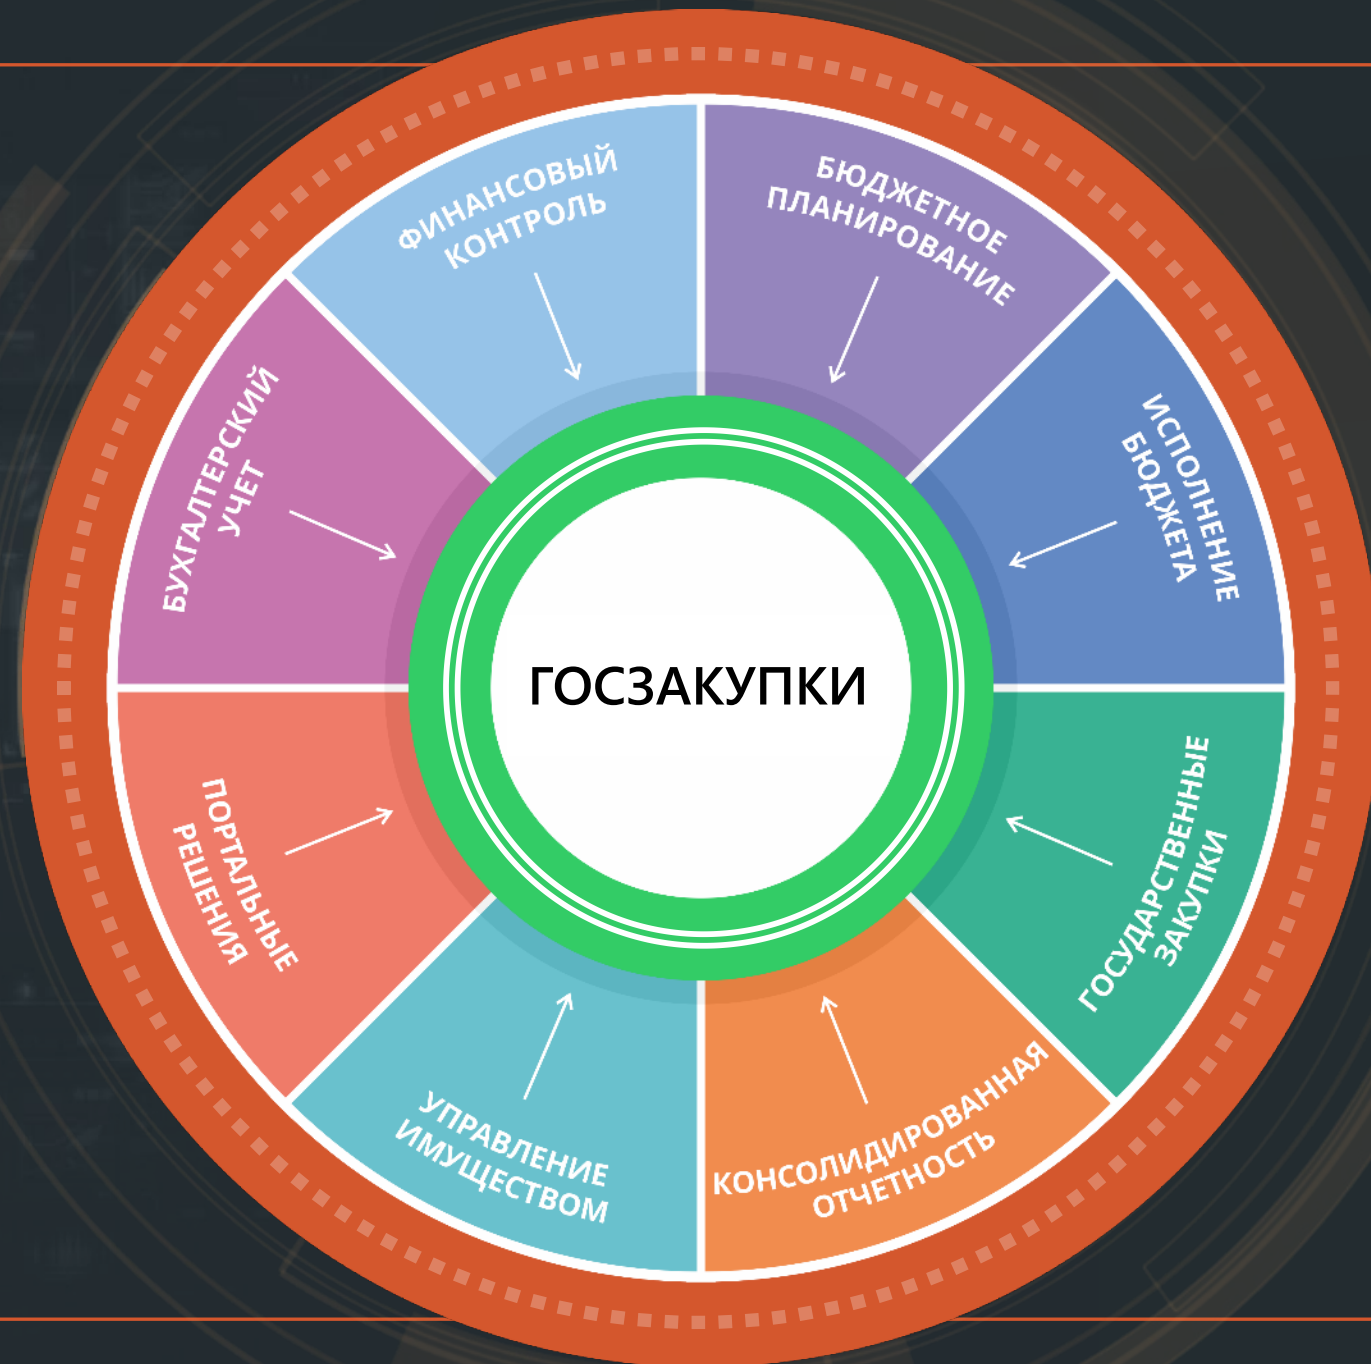 ФИНАНСОВЫЙ
КОНТРОЛЬ
БЮДЖЕТНОЕ
ПЛАНИРОВАНИЕ
ИСПОЛНЕНИЕ
БЮДЖЕТА
ГОСУДАРСТВЕННЫЕ
ЗАКУПКИ
КОНСОЛИДИРОВАННАЯ
ОТЧЕТНОСТЬ
УПРАВЛЕНИЕ
ИМУЩЕСТВОМ
ПОРТАЛЬНЫЕ
РЕШЕНИЯ
БУХГАЛТЕРСКИЙ
УЧЕТ
ГОСЗАКУПКИ